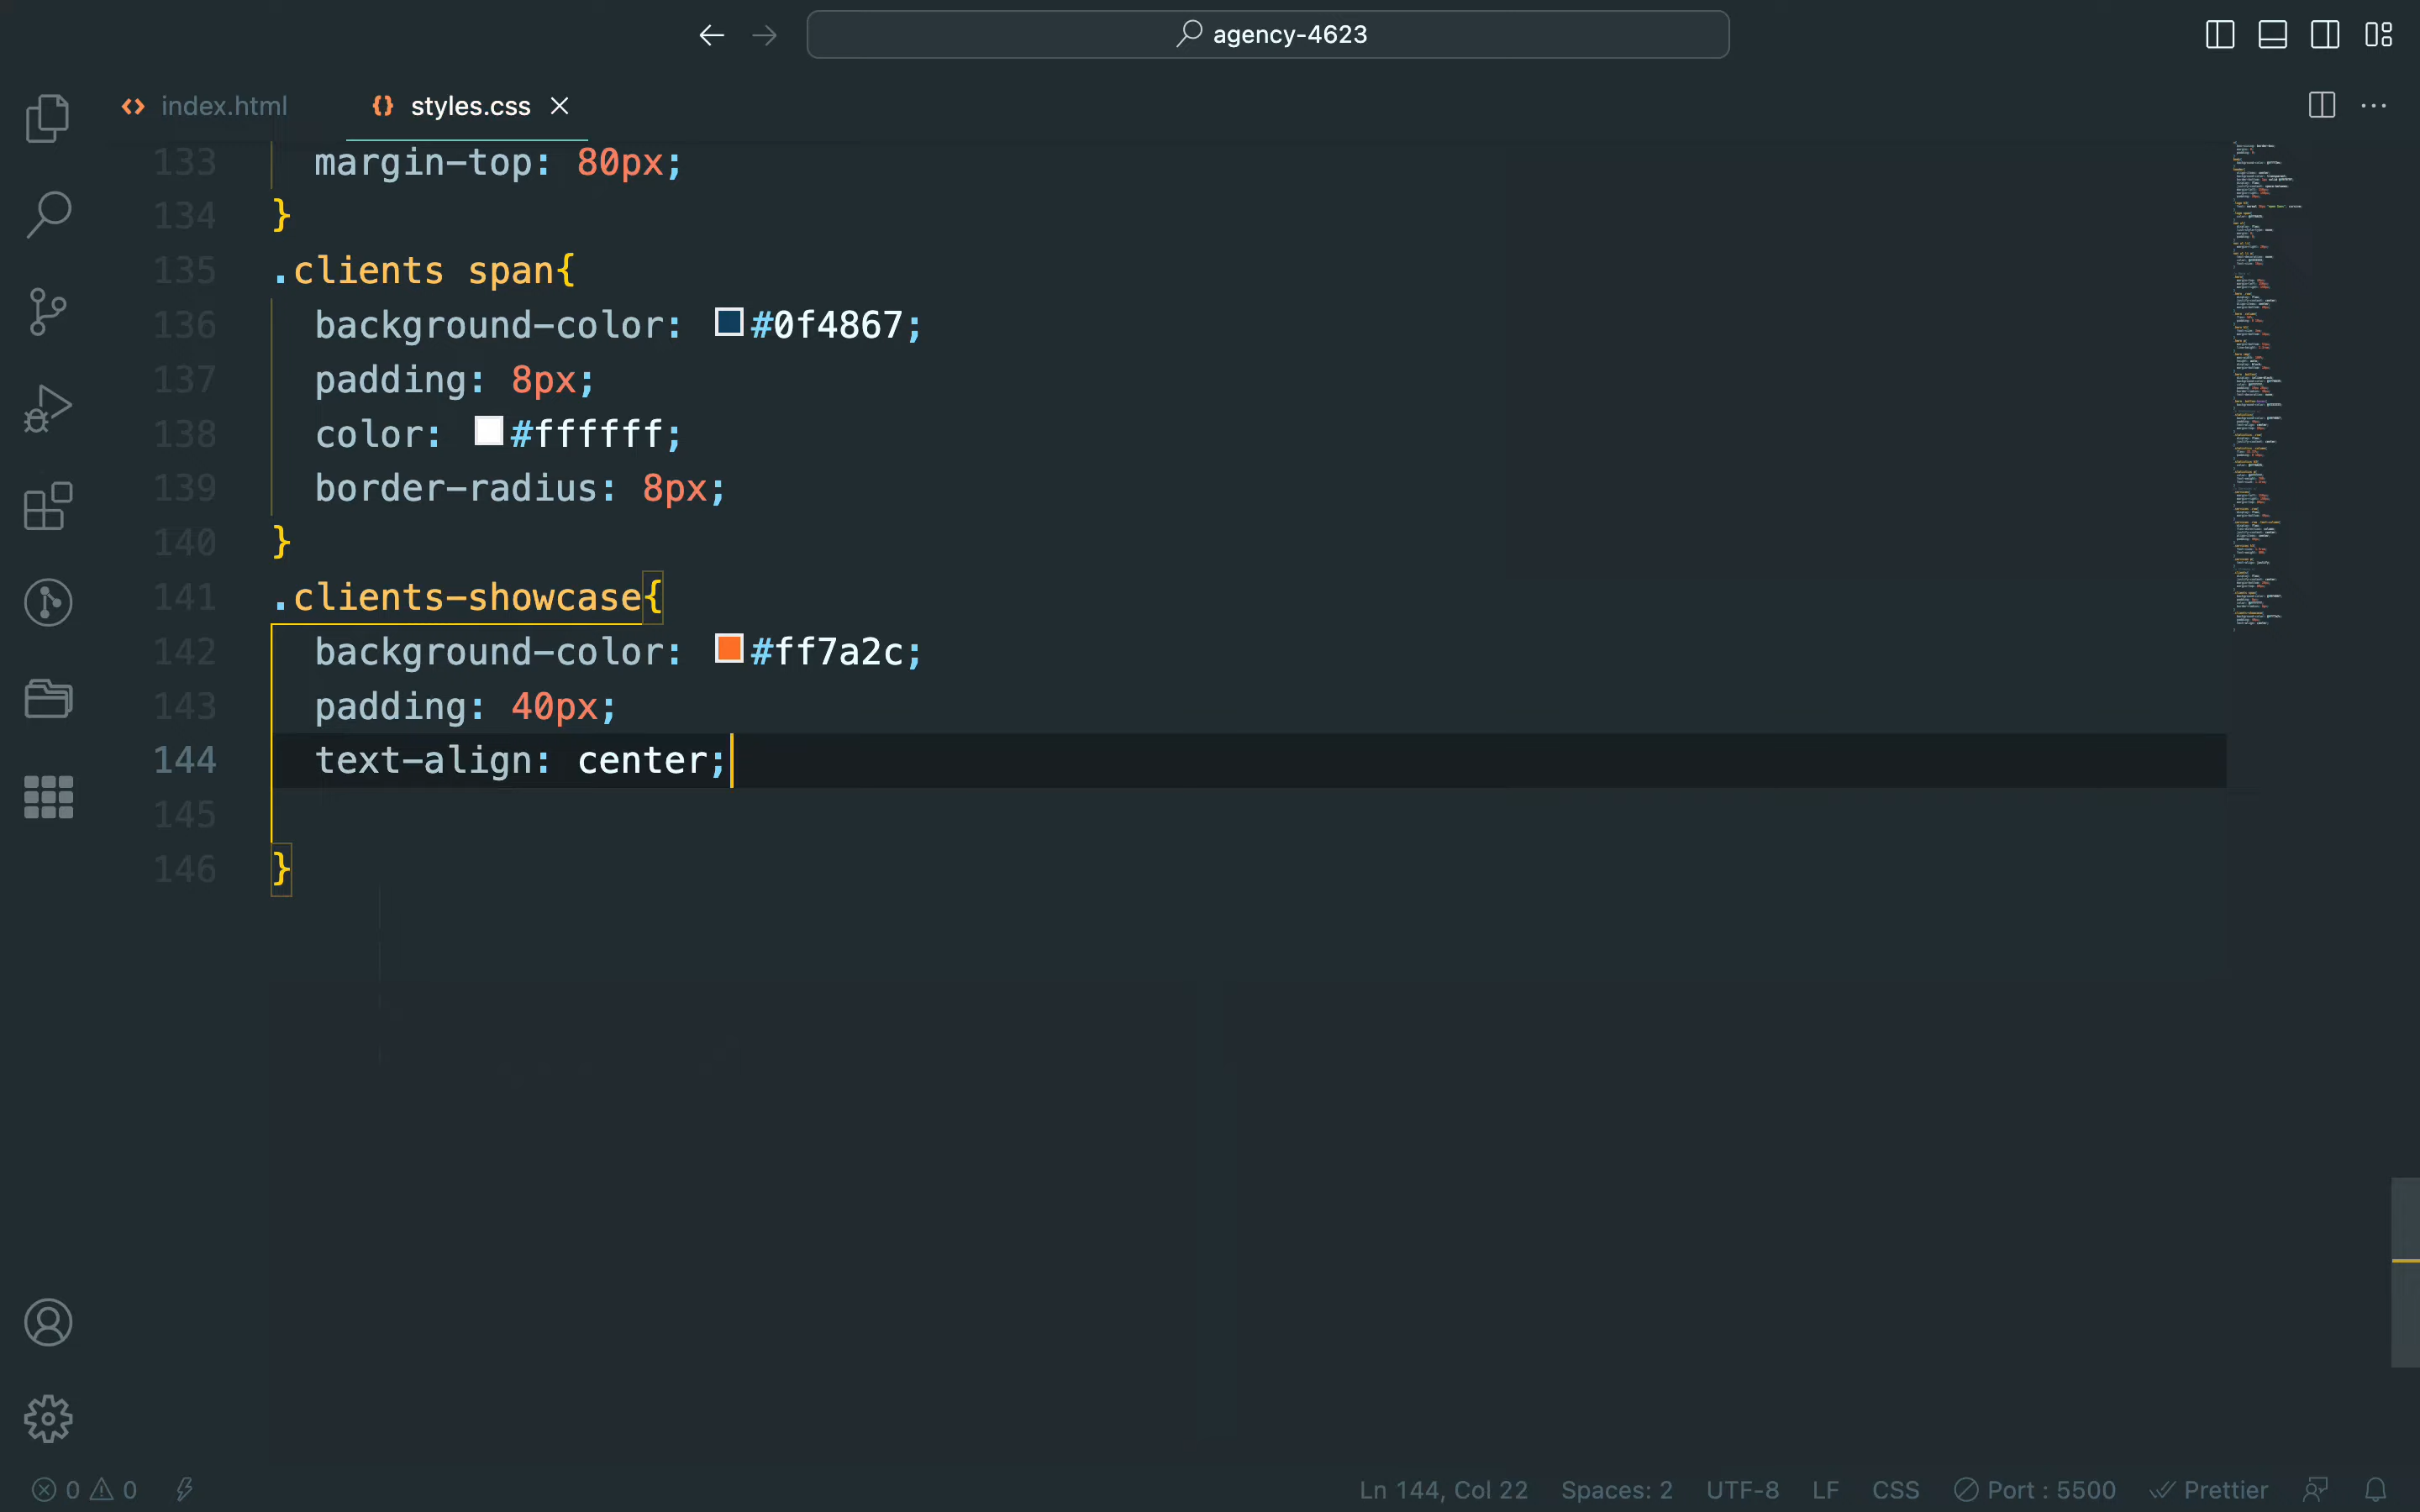 agency-4623
index.html
styles.css
133 margin-top: 80px;
134 }
135 .clients span{
136 background-color: #0f4867;
137 padding: 8px;
138 color: #ffffff;
139 border-radius: 8px;
140 }
141 .clients-showcase{
142 background-color: #ff7a2c;
143 padding: 40px;
144 text-align: center;
145
146 }
0 0 Ln 144, Col 22 Spaces: 2 UTF-8 LF CSS Port : 5500 Prettier